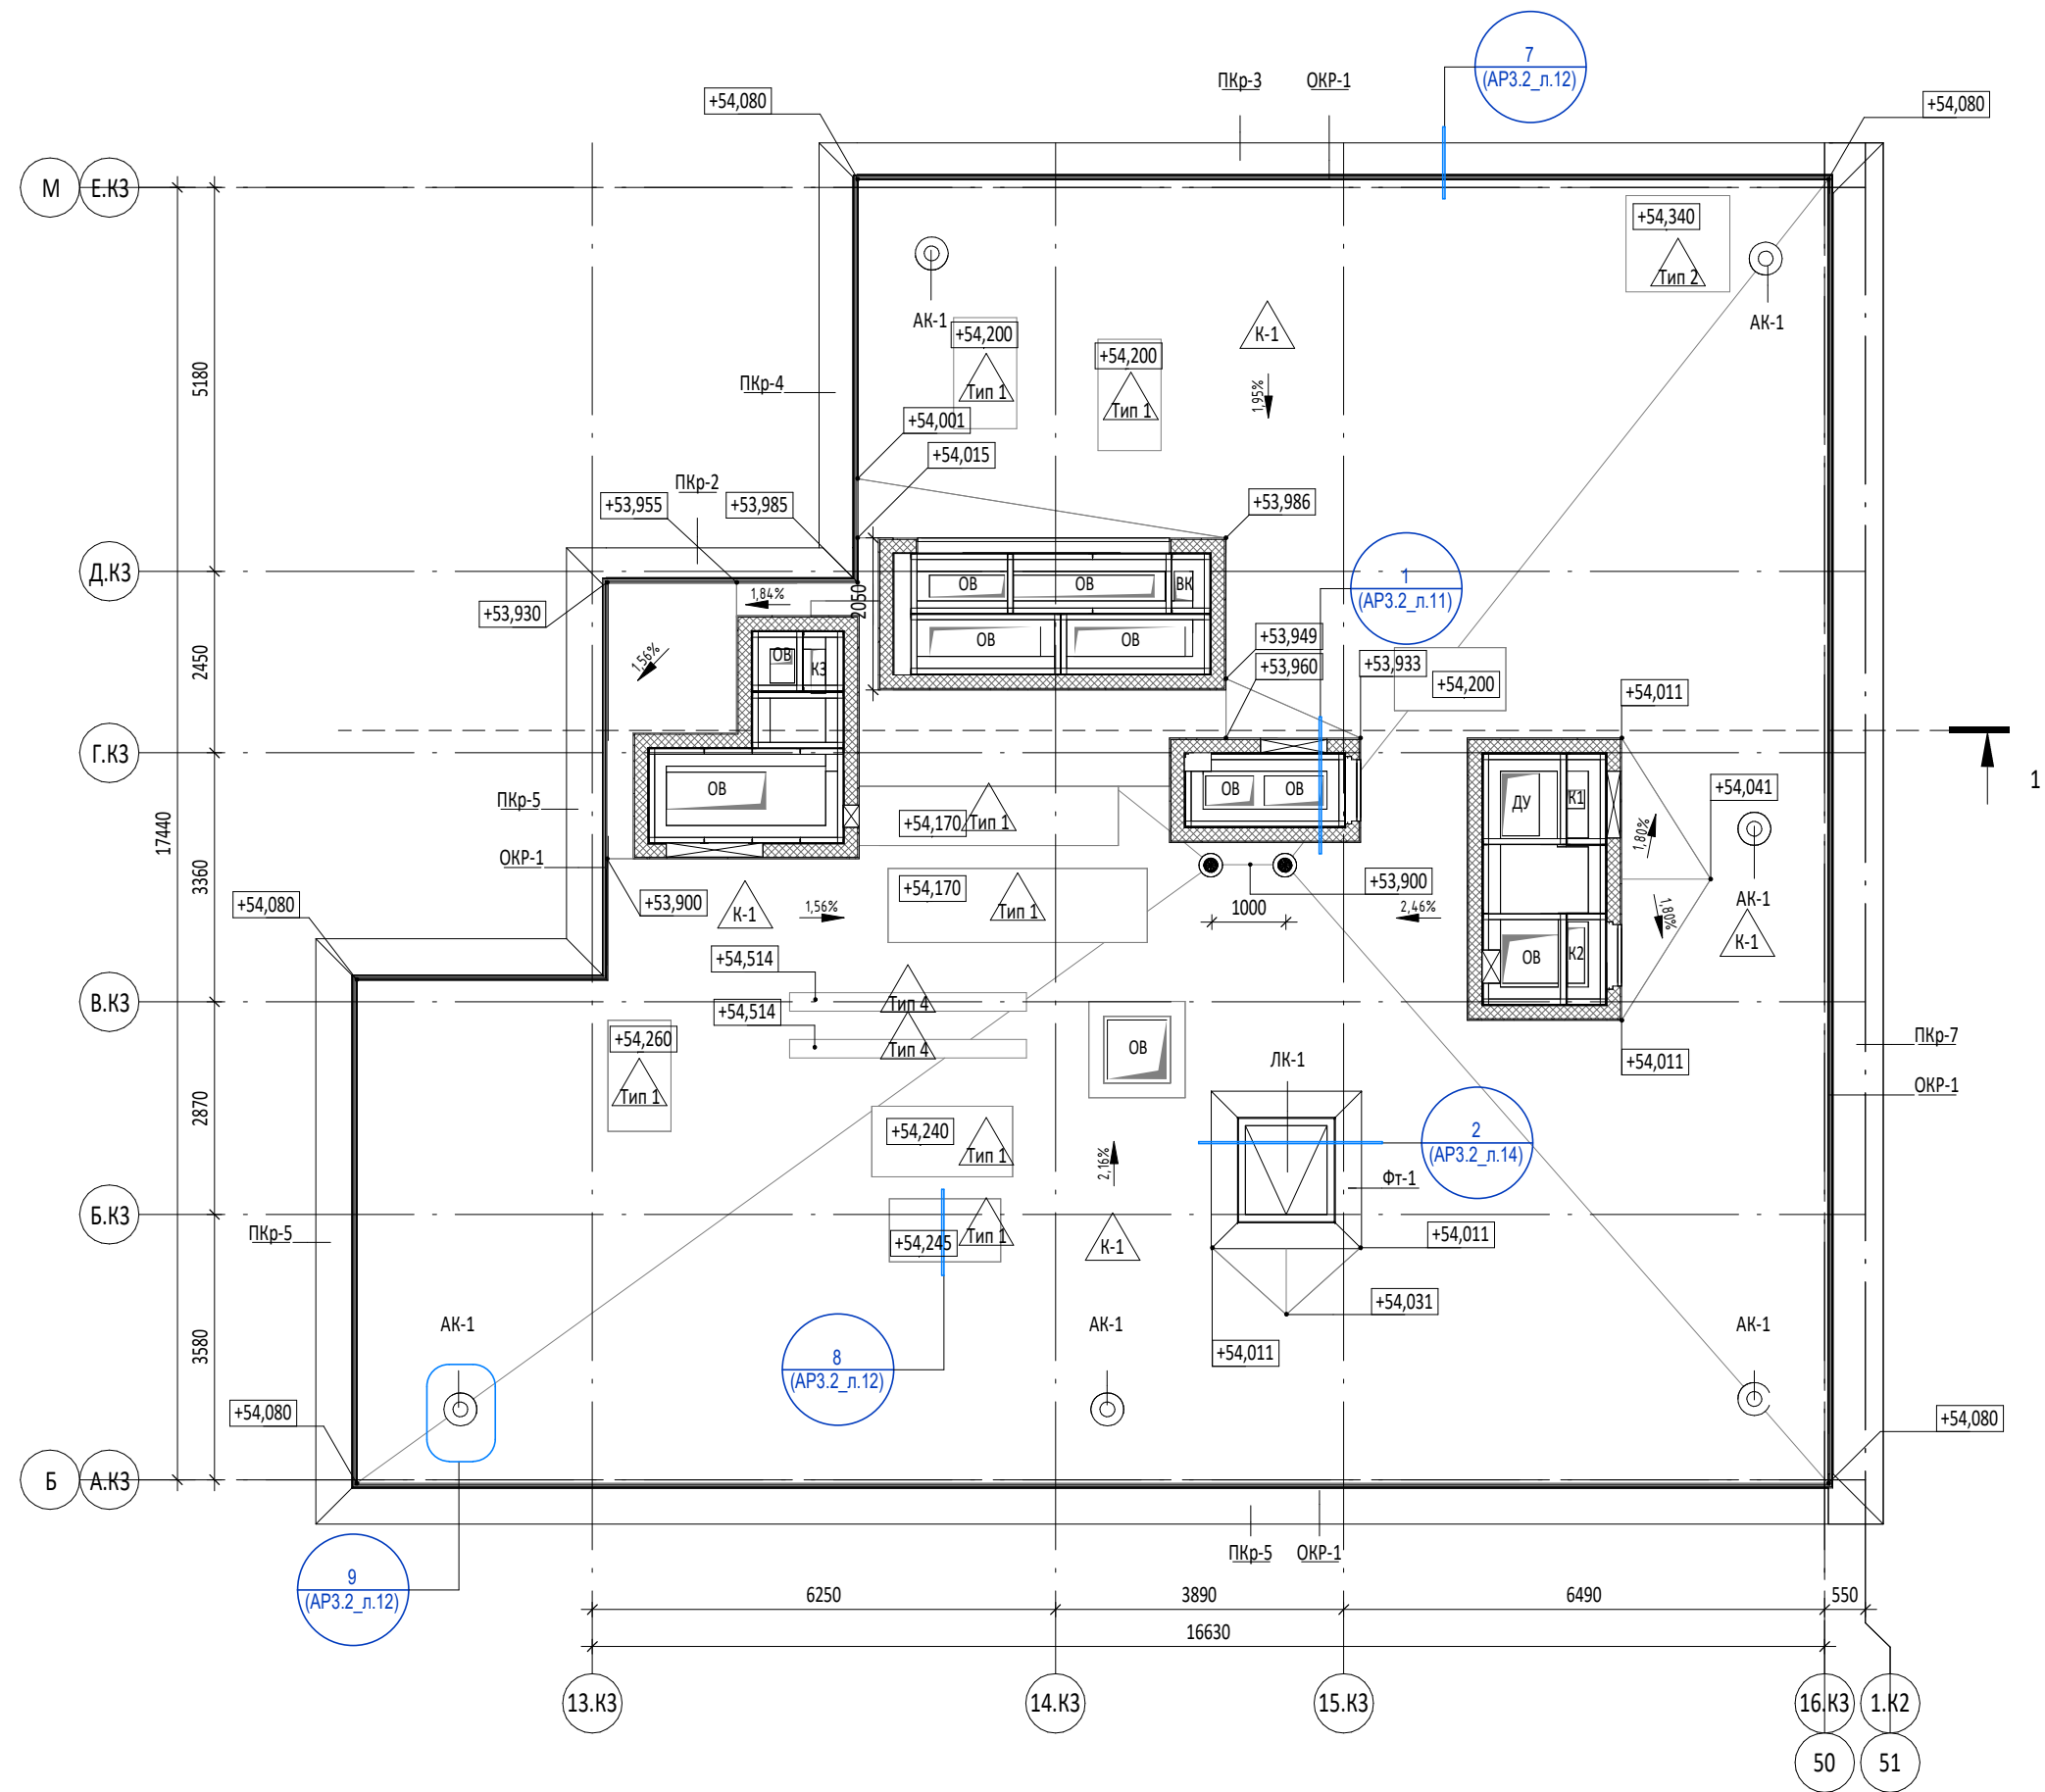 7
(АР3.2_л.12)
ПКр-3
ОКР-1
+54,080
+54,080
М
Е.К3
+54,340
Тип 2
АК-1
АК-1
+54,200
Тип 1
+54,200
Тип 1
К-1
1,95%
5180
ПКр-4
+54,001
+54,015
ПКр-2
+53,955
+53,985
+53,986
Д.К3
1
(АР3.2_л.11)
ОВ
ОВ
ВК
2050
1,84%
+53,930
ОВ
ОВ
+53,949
+53,960
+53,933
1,56%
ОВ
К3
2450
+54,200
+54,011
Г.К3
ОВ
ОВ
ОВ
ДУ
К1
+54,041
1
ПКр-5
+54,170
Тип 1
1,80%
17440
ОКР-1
3360
+54,170
Тип 1
+53,900
АК-1
+54,080
+53,900
К-1
1,56%
1000
2,46%
1,80%
К-1
+54,514
Тип 4
ОВ
К2
В.К3
+54,514
Тип 4
+54,260
Тип 1
ОВ
ЛК-1
+54,011
ПКр-7
ОКР-1
2870
+54,240
Тип 1
2,16%
2
(АР3.2_л.14)
Фт-1
Б.К3
ПКр-5
+54,245
Тип 1
К-1
+54,011
+54,031
3580
АК-1
АК-1
АК-1
8
(АР3.2_л.12)
+54,011
+54,080
+54,080
Б
А.К3
ПКр-5
ОКР-1
9
(АР3.2_л.12)
6250
3890
6490
550
16630
13.К3
14.К3
15.К3
16.К3
1.К2
50
51